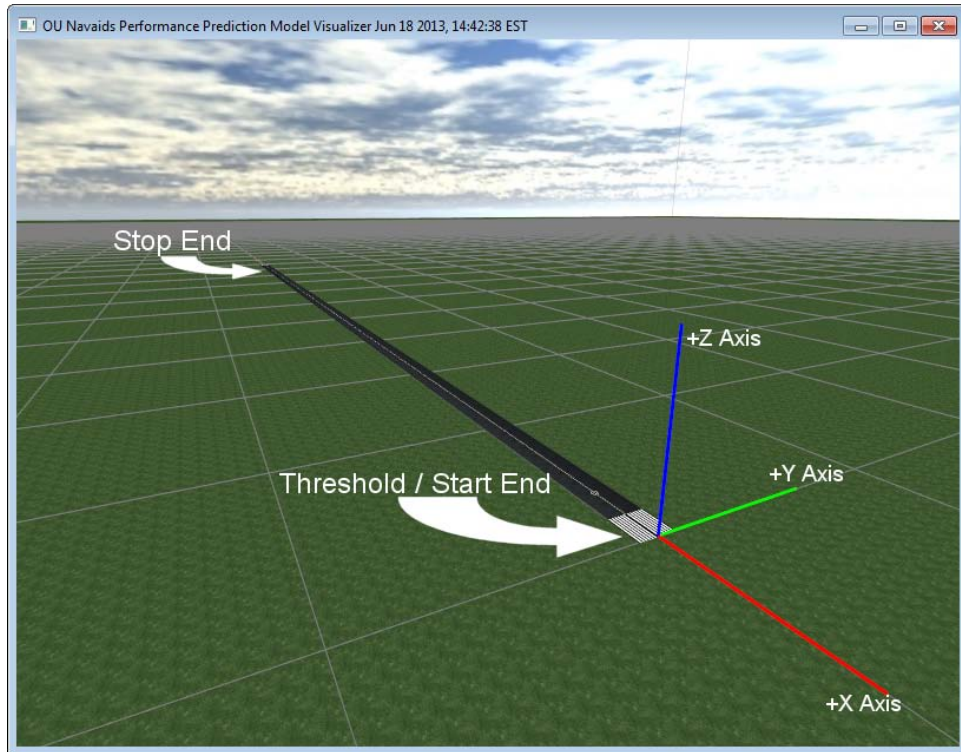 OU Navaids Performance Prediction Model Visualizer Jun 18 2013, 14:42:38 EST
Stop End
+Z Axis
+Y Axis
Threshold / Start End
+X Axis